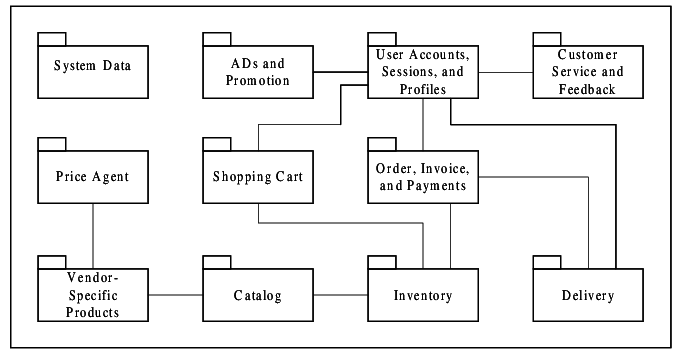 System Data
ADs and
Promotion
User Accounts,
Sessions, and
Profiles
Customer
Service and
Feedback
Price Agent
Shopping Cart
Order, Invoice,
and Payments
Vendor-
Specific
Products
Catalog
Inventory
Delivery